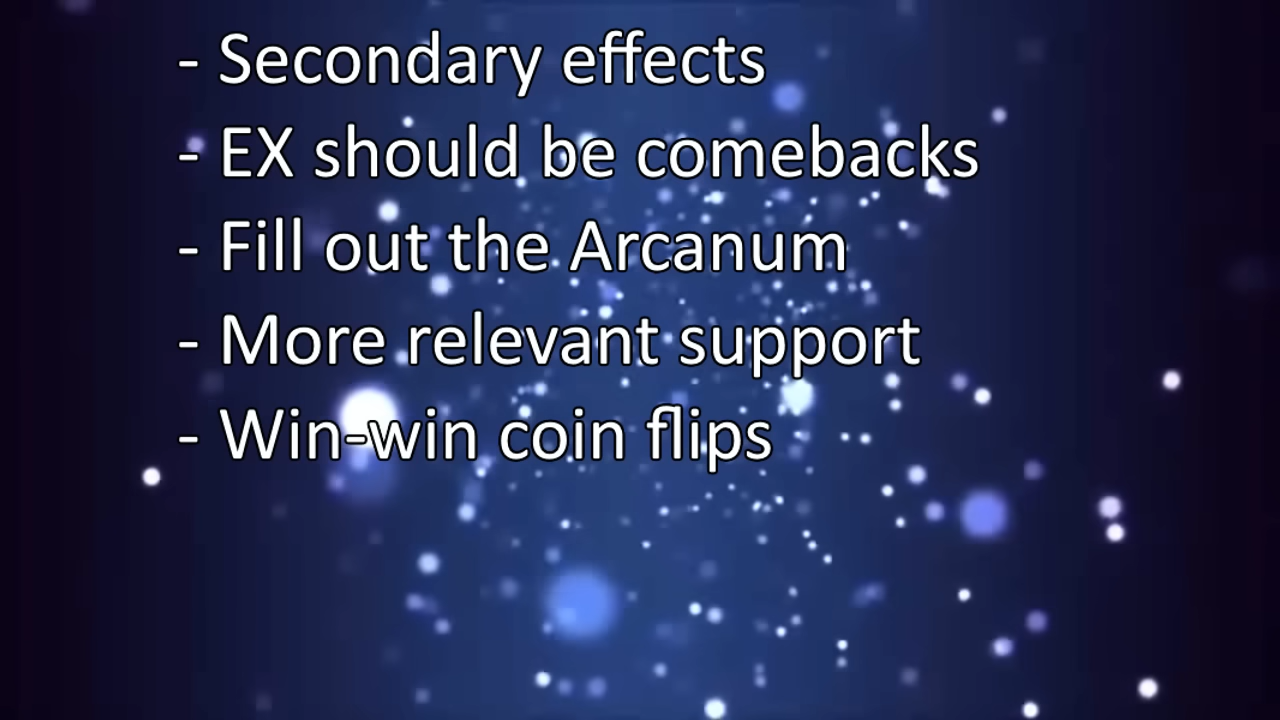 - Secondary effects
- EX should be comebacks
- Fill out the Arcanum
- More relevant support
- Win-win coin flips